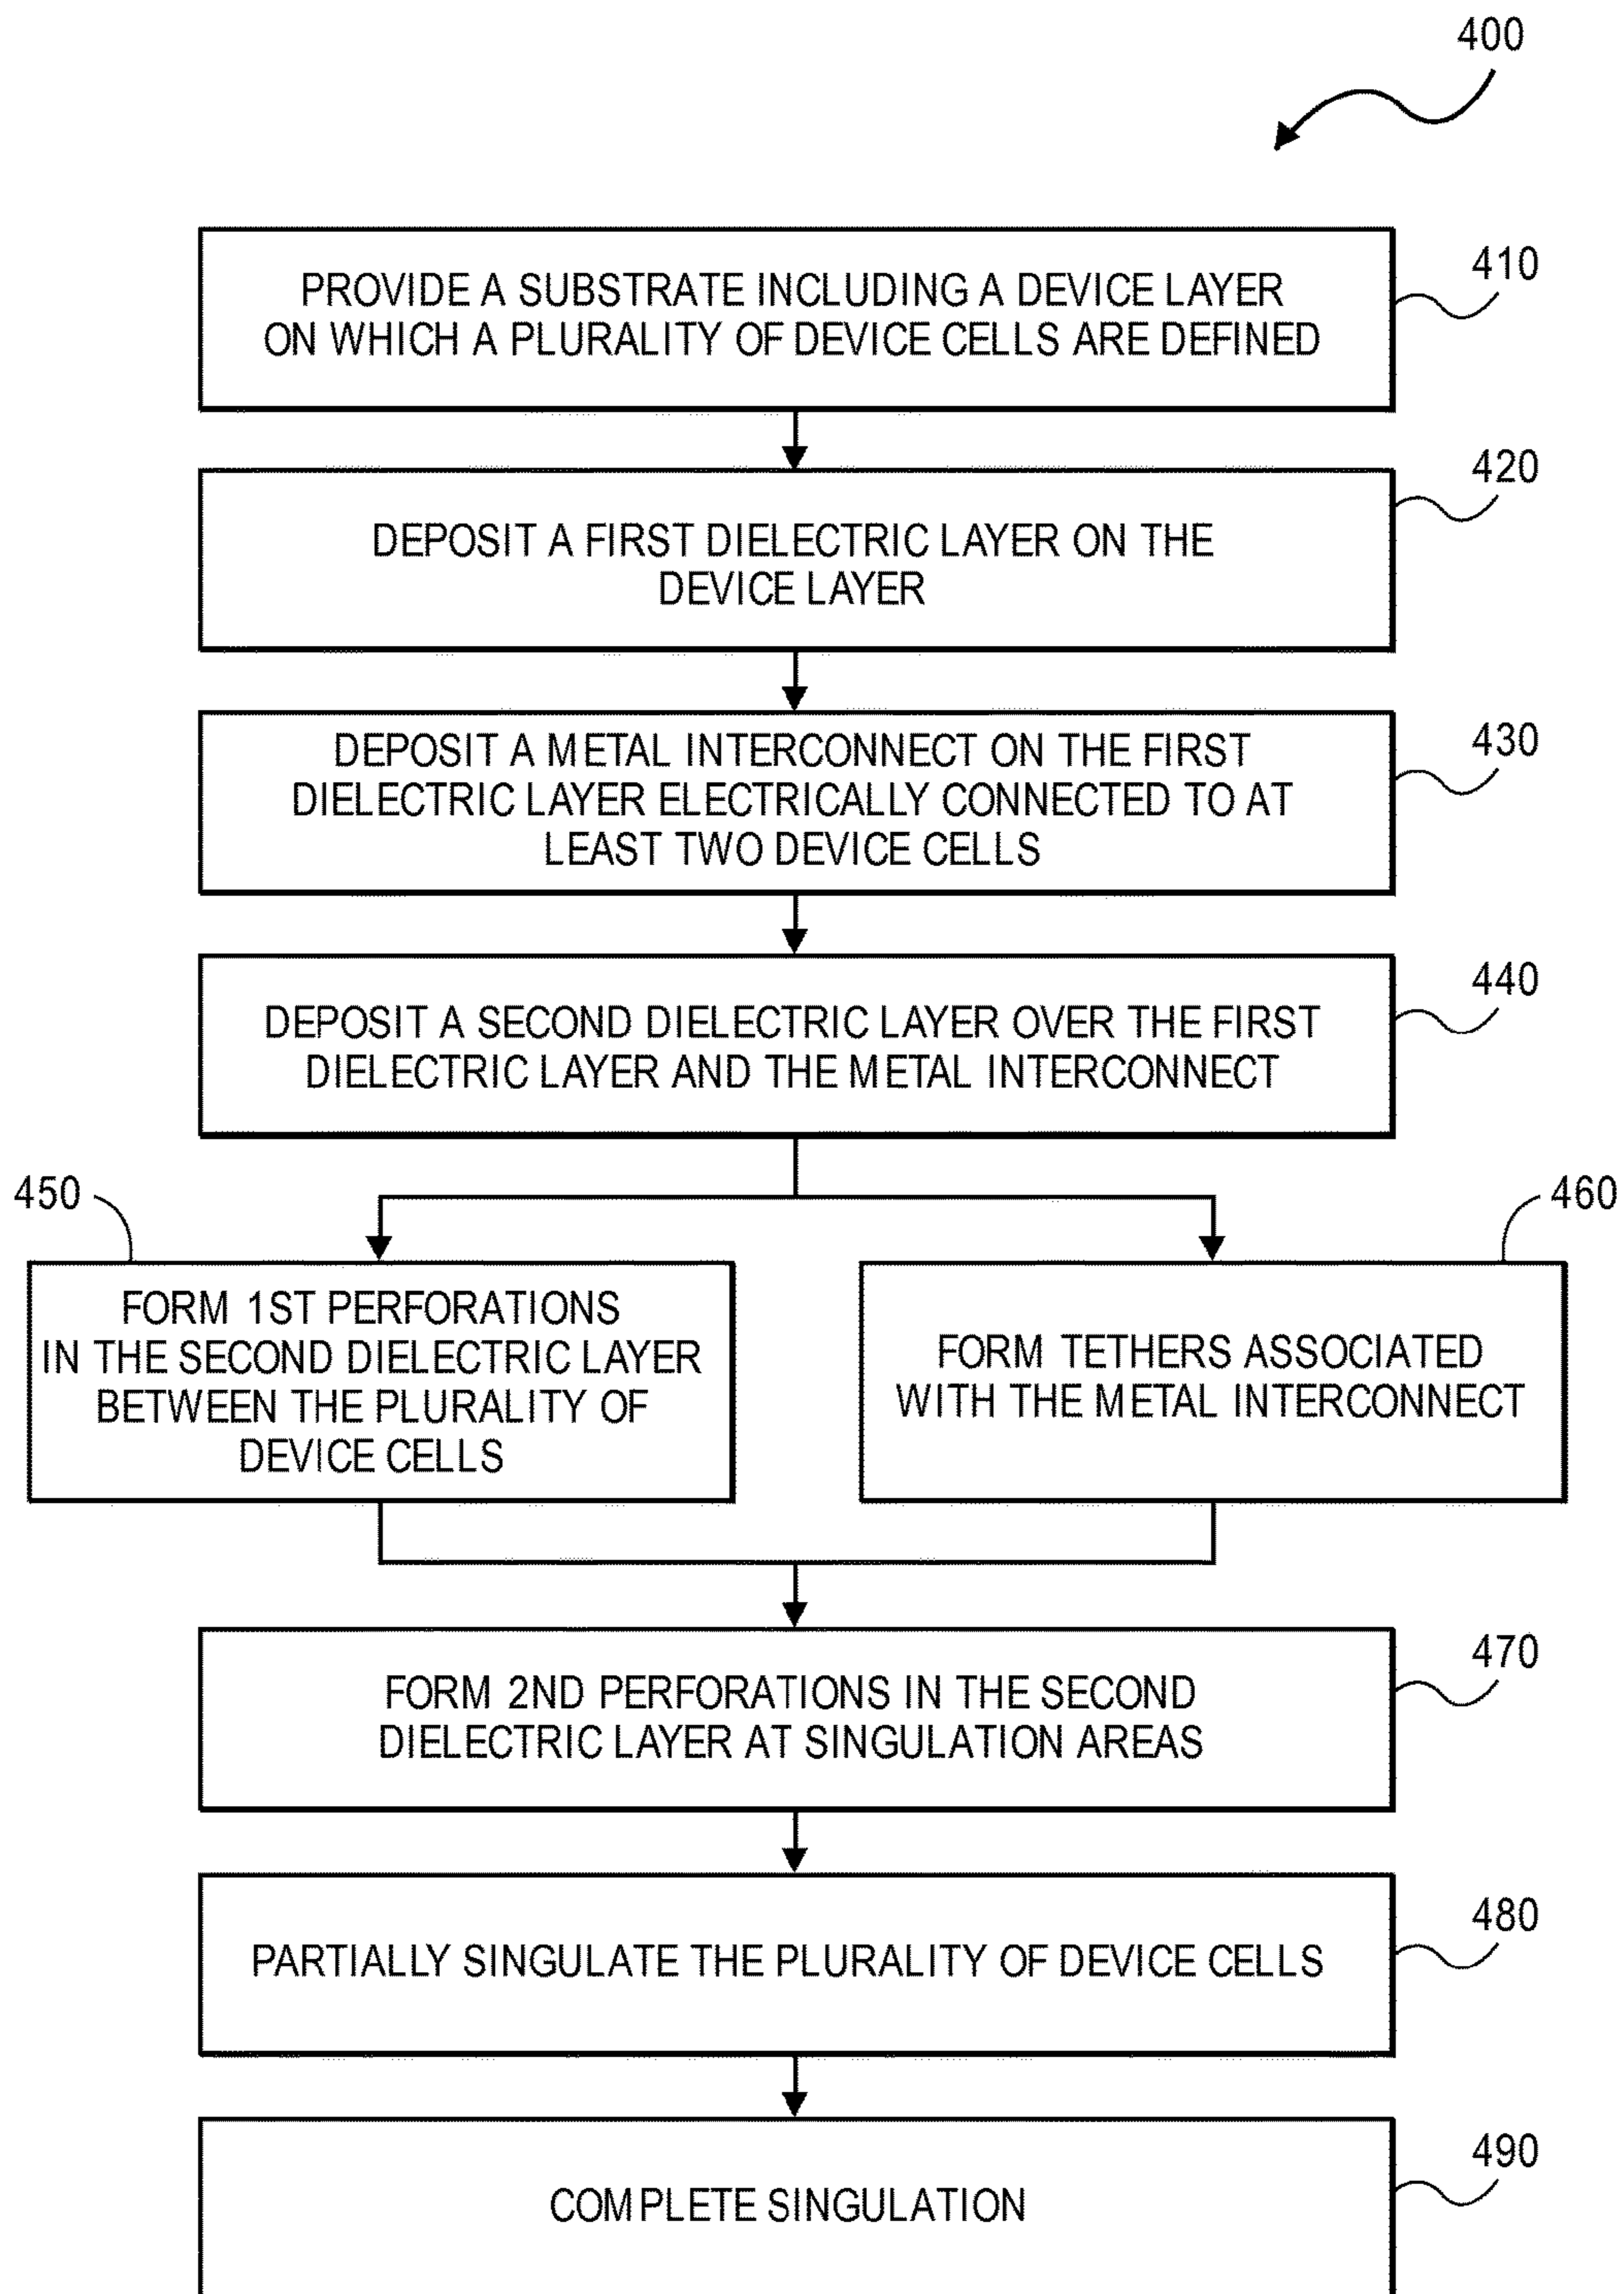 400
PROVIDE A SUBSTRATE INCLUDING A DEVICE LAYER
ON WHICH A PLURALITY OF DEVICE CELLS ARE DEFINED
410
DEPOSIT A FIRST DIELECTRIC LAYER ON THE
DEVICE LAYER
420
DEPOSIT A METAL INTERCONNECT ON THE FIRST
DIELECTRIC LAYER ELECTRICALLY CONNECTED TO AT
LEAST TWO DEVICE CELLS
430
DEPOSIT A SECOND DIELECTRIC LAYER OVER THE FIRST
DIELECTRIC LAYER AND THE METAL INTERCONNECT
440
450
FORM 1ST PERFORATIONS
IN THE SECOND DIELECTRIC LAYER
BETWEEN THE PLURALITY OF
DEVICE CELLS
460
FORM TETHERS ASSOCIATED
WITH THE METAL INTERCONNECT
FORM 2ND PERFORATIONS IN THE SECOND
DIELECTRIC LAYER AT SINGULATION AREAS
470
PARTIALLY SINGULATE THE PLURALITY OF DEVICE CELLS
480
COMPLETE SINGULATION
490